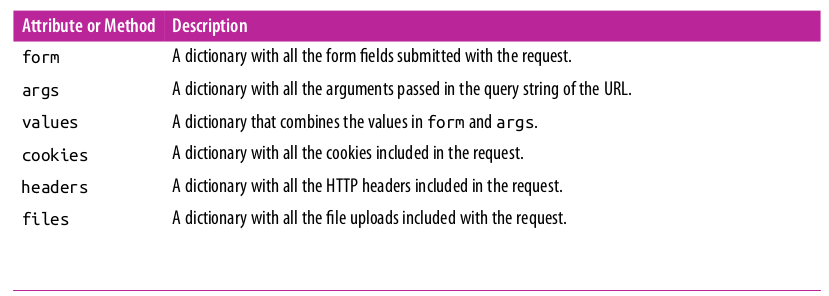 Attribute or Method Description
form A dictionary with all the form fields submitted with the request.
args A dictionary with all the arguments passed in the query string of the URL.
values A dictionary that combines the values in form and args.
cookies A dictionary with all the cookies included in the request.
headers A dictionary with all the HTTP headers included in the request.
files A dictionary with all the file uploads included with the request.